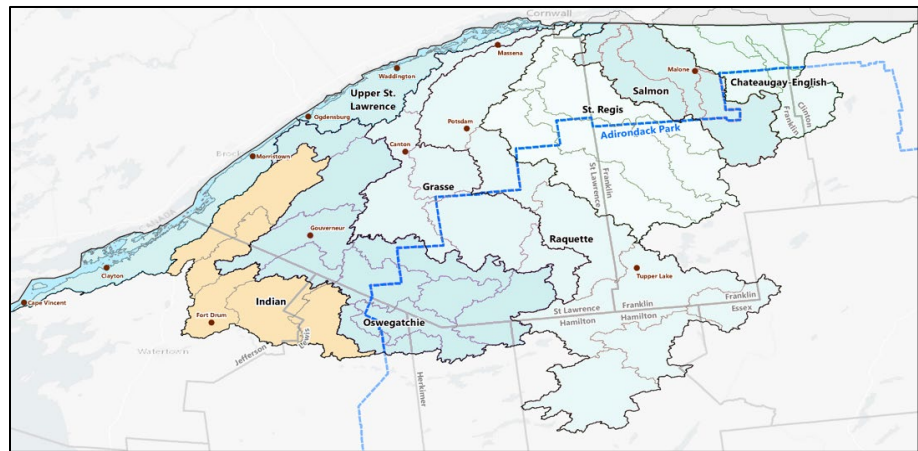 Cornwall
Massena
Waddington
Malone
Upper St.
Lawrence
Salmon
Chateaugay-English
St. Regis
Ogdensburg
Potsdam
Clinton
Franklin
Adirondack Park
Canton
Morristown
Franklin
St Lawrence
Grasse
Gouverneur
Raquette
Clayton
Tupper Lake
Cape Vincent
Indian
Fort Drum
Oswegatchie
St Lawrence
Franklin
Franklin
Hamilton
Hamilton
Essex
Lewis
Watertown
Jefferson
Herkimer